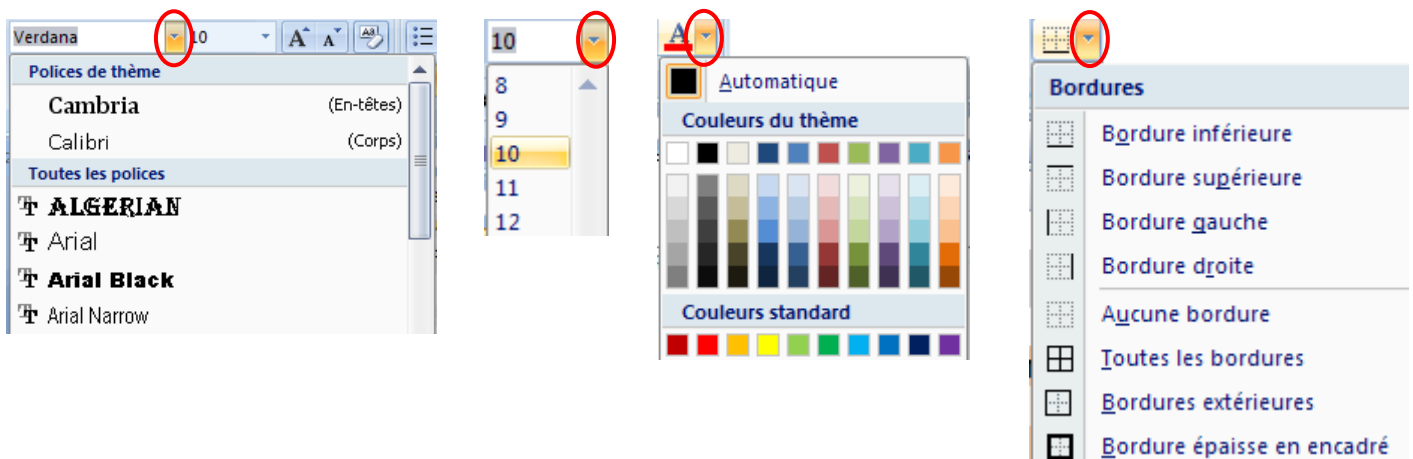 Verdana 10
Polices de thème
Cambria (En-têtes)
Calibri (Corps)
Toutes les polices
ALGERIAN
Arial
Arial Black
Arial Narrow
10
8
9
10
11
12
A
Automatique
Couleurs du thème
Couleurs standard
Bordures
Bordure inférieure
Bordure supérieure
Bordure gauche
Bordure droite
Aucune bordure
Toutes les bordures
Bordures extérieures
Bordure épaisse en encadré